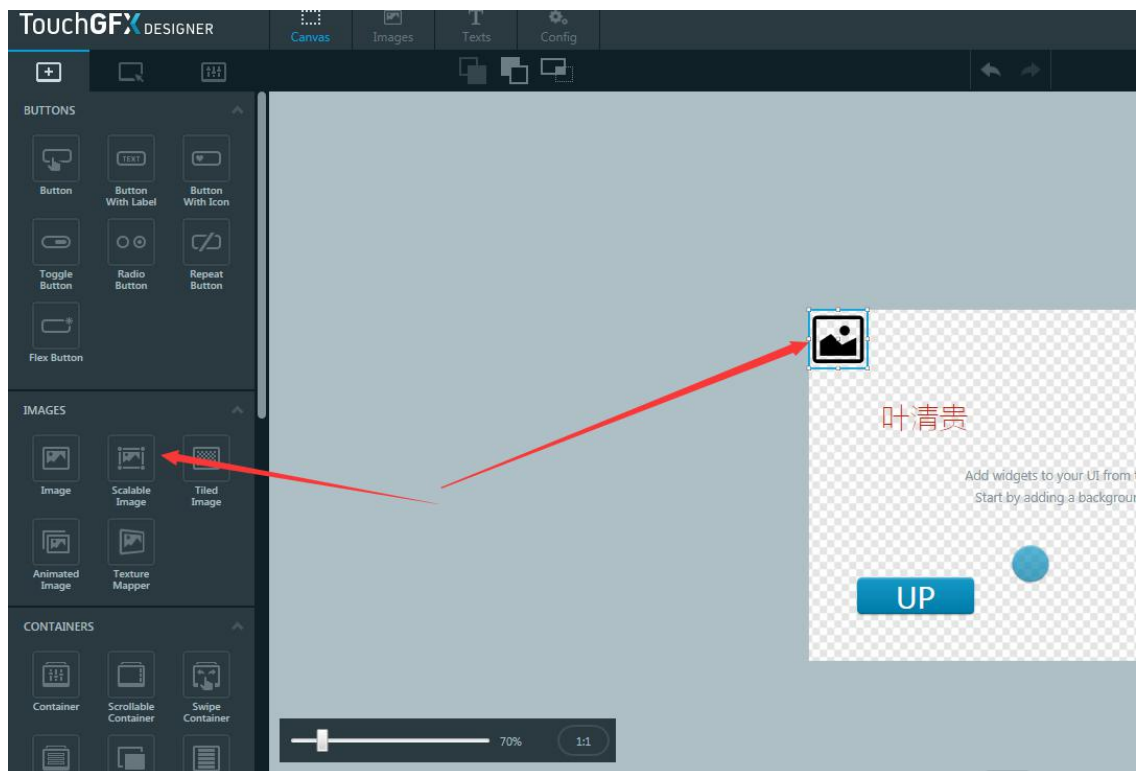 TouchGFX DESIGNER
Canvas
Images
Texts
Config
BUTTONS
Button
Button
With Label
TEXT
Button
With Icon
Toggle
Button
Radio
Button
Repeat
Button
Flex Button
IMAGES
Image
Scalable
Image
Tiled
Image
Animated
Image
Texture
Mapper
CONTAINERS
Container
Scrollable
Container
Swipe
Container
叶清贵
Add widgets to your UI from
Start by adding a
UP
70%
1:1